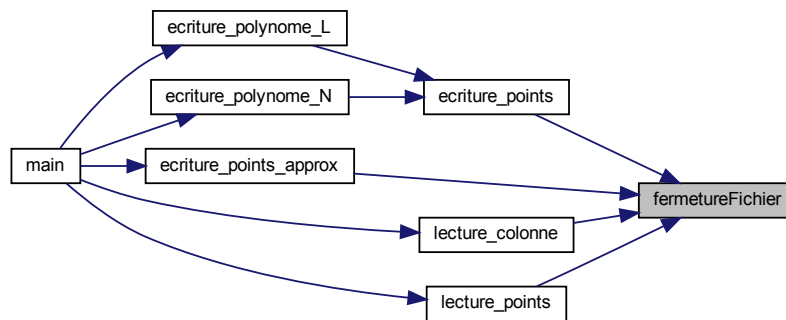 ecriture_polynome_L
ecriture_polynome_N
ecriture_points
main
ecriture_points_approx
fermetureFichier
lecture_colonne
lecture_points